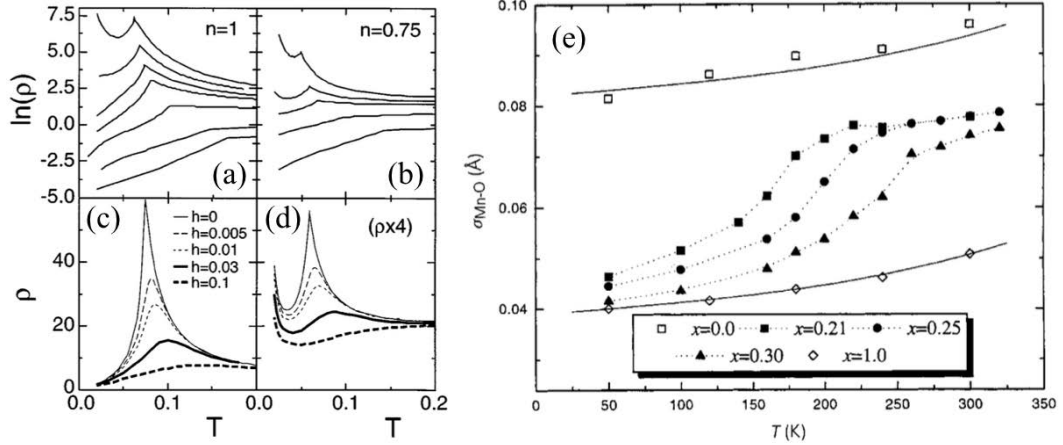 7.5
5.0
2.5
0.0
-2.5
-5.0
ln(ρ)
n=1
(a)
n=0.75
(b)
(c)
h=0
h=0.005
h=0.01
h=0.03
h=0.1
(d)
(ρx4)
40
20
0
ρ
0.0
0.1
0.0
0.1
0.2
T
T
(e)
0.10
0.08
0.06
0.04
σMn-O (Å)
x=0.0
x=0.21
x=0.25
x=0.30
x=1.0
0
50
100
150
200
250
300
350
T (K)